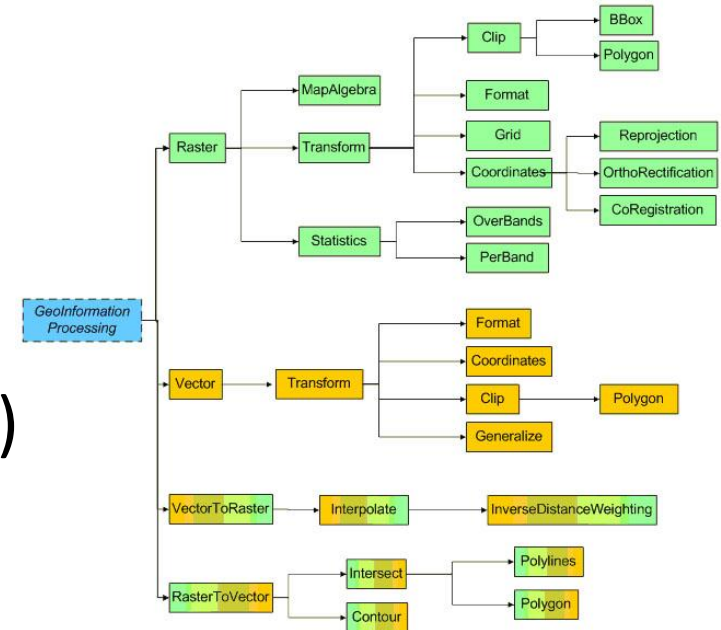 BBox
Clip
Polygon
MapAlgebra
Format
Raster
Transform
Grid
Reprojection
Coordinates
OrthoRectification
CoRegistration
Statistics
OverBands
PerBand
GeoInformation
Processing
Format
Coordinates
Vector
Transform
Clip
Polygon
)
Generalize
VectorToRaster
Interpolate
InverseDistanceWeighting
RasterToVector
Intersect
Polylines
Polygon
Contour